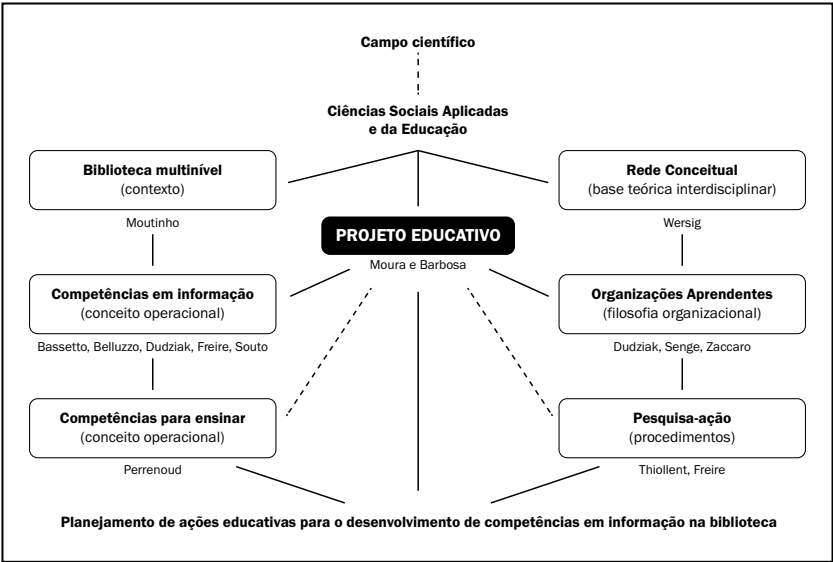 Campo científico
Ciências Sociais Aplicadas
e da Educação
Biblioteca multinível
(contexto)
Moutinho
Rede Conceitual
(base teórica interdisciplinar)
Wersig
PROJETO EDUCATIVO
Moura e Barbosa
Competências em informação
(conceito operacional)
Bassetto, Belluzzo, Dudziak, Freire, Souto
Organizações Aprendentes
(filosofia organizacional)
Dudziak, Senge, Zaccaro
Competências para ensinar
(conceito operacional)
Perrenoud
Pesquisa-ação
(procedimentos)
Thiollent, Freire
Planejamento de ações educativas para o desenvolvimento de competências em informação na biblioteca